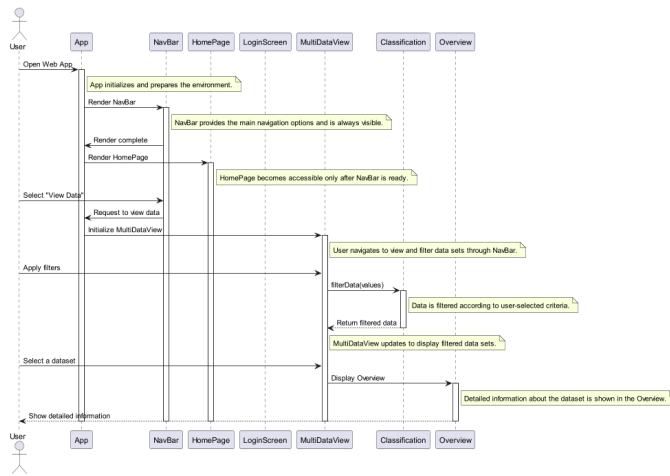 User
App
NavBar
HomePage
LoginScreen
MultiDataView
Classification
Overview
Open Web App
App initializes and prepares the environment.
Render NavBar
NavBar provides the main navigation options and is always visible.
Render complete
Render HomePage
HomePage becomes accessible only after NavBar is ready.
Select "View Data"
Request to view data
Initialize MultiDataView
User navigates to view and filter data sets through NavBar.
Apply filters
filterData(values)
Data is filtered according to user-selected criteria.
Return filtered data
MultiDataView updates to display filtered data sets.
Select a dataset
Display Overview
Detailed information about the dataset is shown in the Overview.
Show detailed information
User
App
NavBar
HomePage
LoginScreen
MultiDataView
Classification
Overview